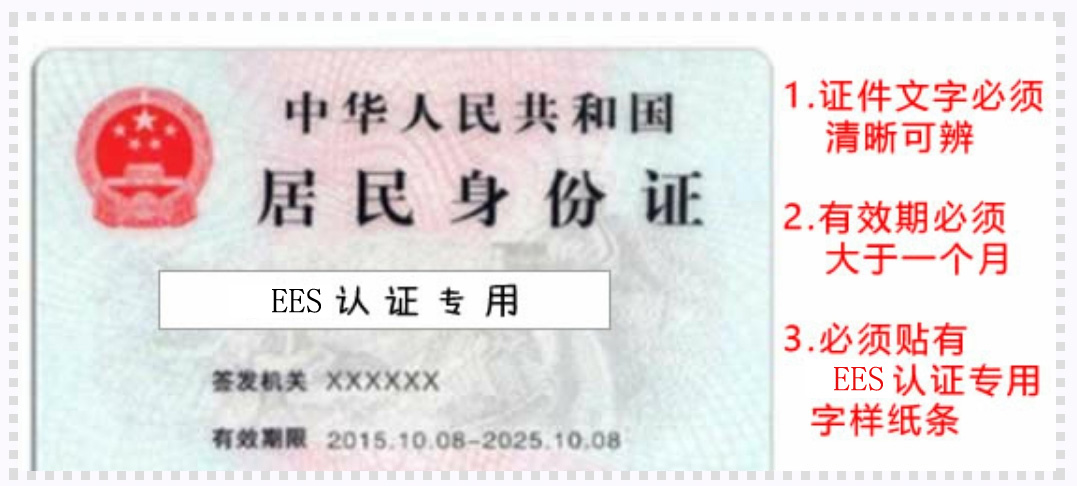 中华人民共和国
居民身份证
EES 认证专用
签发机关 XXXXXX
有效期限 2015.10.08-2025.10.08
1.证件文字必须
清晰可辨
2.有效期必须
大于一个月
3.必须贴有
EES 认证专用
字样纸条